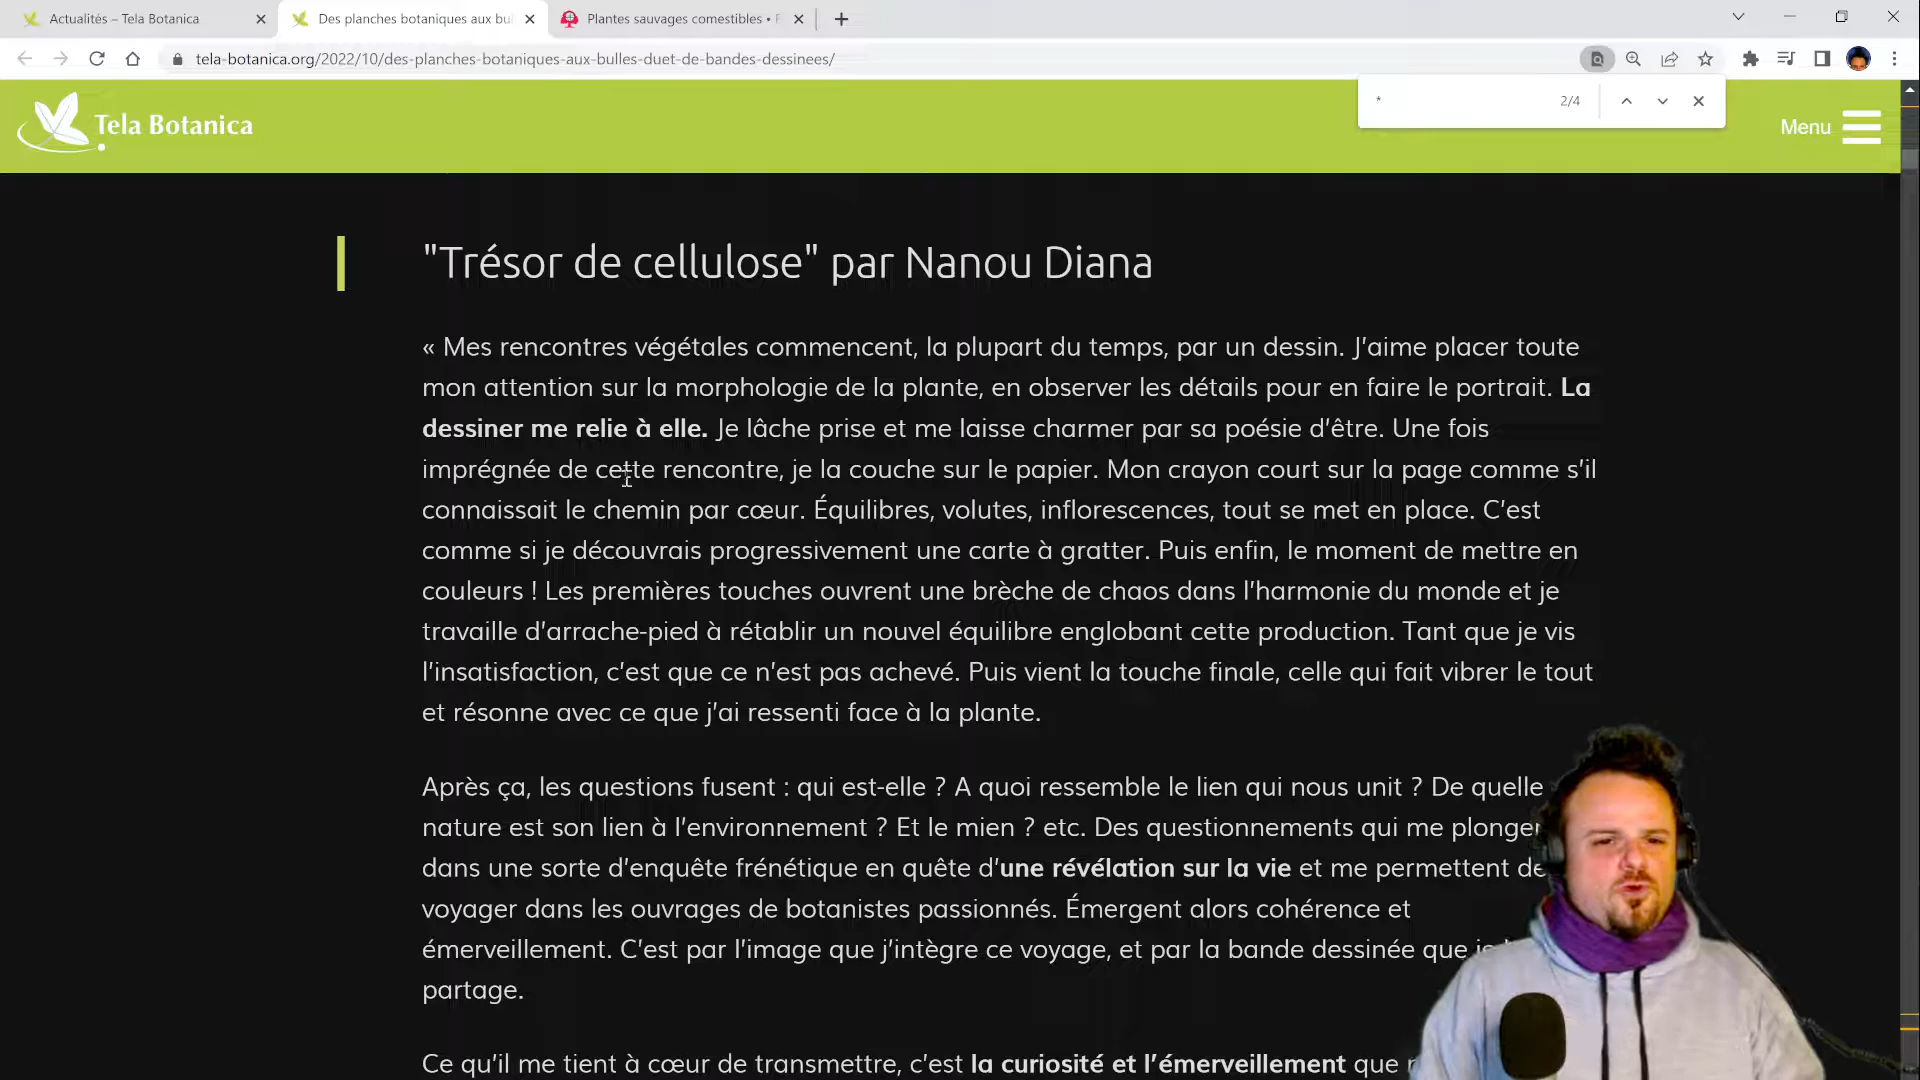 Actualités – Tela Botanica
Des planches botaniques aux bul
Plantes sauvages comestibles •
tela-botanica.org/2022/10/des-planches-botaniques-aux-bulles-duet-de-bandes-dessinees/
*
2/4
Tela Botanica
Menu
"Trésor de cellulose" par Nanou Diana
« Mes rencontres végétales commencent, la plupart du temps, par un dessin. J'aime placer toute
mon attention sur la morphologie de la plante, en observer les détails pour en faire le portrait. La
dessiner me relie à elle. Je lâche prise et me laisse charmer par sa poésie d'être. Une fois
imprégnée de cette rencontre, je la couche sur le papier. Mon crayon court sur la page comme s'il
connaissait le chemin par cœur. Équilibres, volutes, inflorescences, tout se met en place. C'est
comme si je découvrais progressivement une carte à gratter. Puis enfin, le moment de mettre en
couleurs ! Les premières touches ouvrent une brèche de chaos dans l'harmonie du monde et je
travaille d'arrache-pied à rétablir un nouvel équilibre englobant cette production. Tant que je vis
l'insatisfaction, c'est que ce n'est pas achevé. Puis vient la touche finale, celle qui fait vibrer le tout
et résonne avec ce que j'ai ressenti face à la plante.
Après ça, les questions fusent : qui est-elle ? A quoi ressemble le lien qui nous unit ? De quelle
nature est son lien à l'environnement ? Et le mien ? etc. Des questionnements qui me plonge
dans une sorte d'enquête frénétique en quête d'une révélation sur la vie et me permettent de
voyager dans les ouvrages de botanistes passionnés. Émergent alors cohérence et
émerveillement. C'est par l'image que j'intègre ce voyage, et par la bande dessinée que
partage.
Ce qu'il me tient à cœur de transmettre, c'est la curiosité et l'émerveillement que